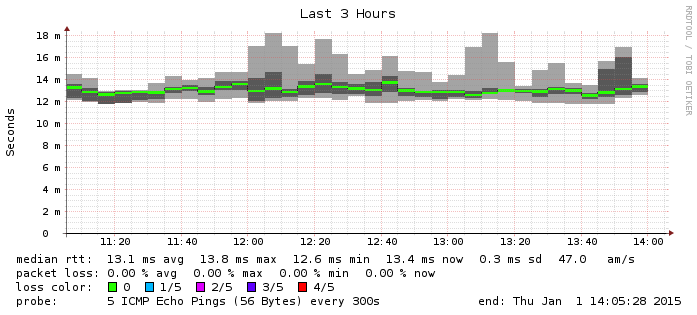 Last 3 Hours
RRDTOOL / TOBI OETIKER
Seconds
18 m
16 m
14 m
12 m
10 m
8 m
6 m
4 m
2 m
0
11:20 11:40 12:00 12:20 12:40 13:00 13:20 13:40 14:00
median rtt: 13.1 ms avg 13.8 ms max 12.6 ms min 13.4 ms now 0.3 ms sd 47.0 am/s
packet loss: 0.00 % avg 0.00 % max 0.00 % min 0.00 % now
loss color: 0 1/5 2/5 3/5 4/5
probe: 5 ICMP Echo Pings (56 Bytes) every 300s end: Thu Jan 1 14:05:28 2015